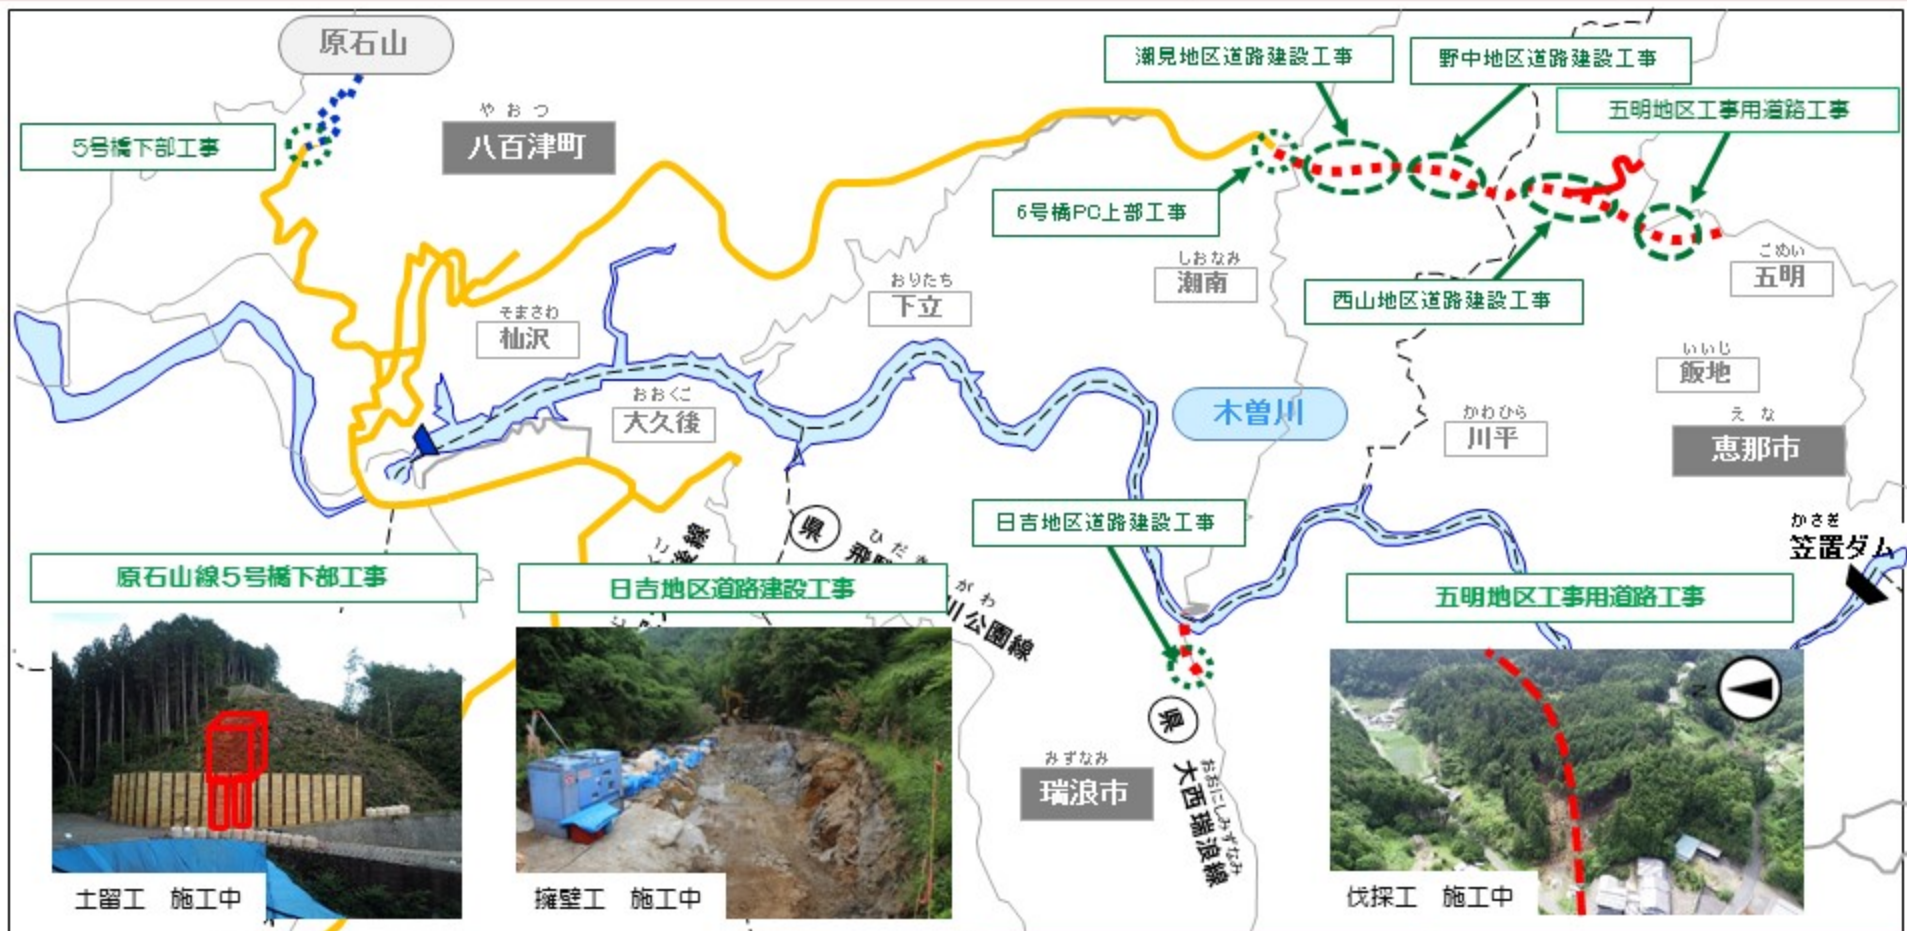 原石山
潮見地区道路建設工事
野中地区道路建設工事
五明地区工事用道路工事
5号橋下部工事
やおつ
八百津町
6号橋PC上部工事
しおなみ
潮南
ごめい
五明
西山地区道路建設工事
おりたち
下立
そまさわ
杣沢
いいじ
飯地
おおくご
大久後
木曽川
かわひら
川平
えな
恵那市
日吉地区道路建設工事
かさぎ
笠置ダム
県
川公園線
原石山線5号橋下部工事
日吉地区道路建設工事
五明地区工事用道路工事
N
県
おおにしみずなみ
大西瑞浪線
みずなみ
瑞浪市
土留工 施工中
擁壁工 施工中
伐採工 施工中